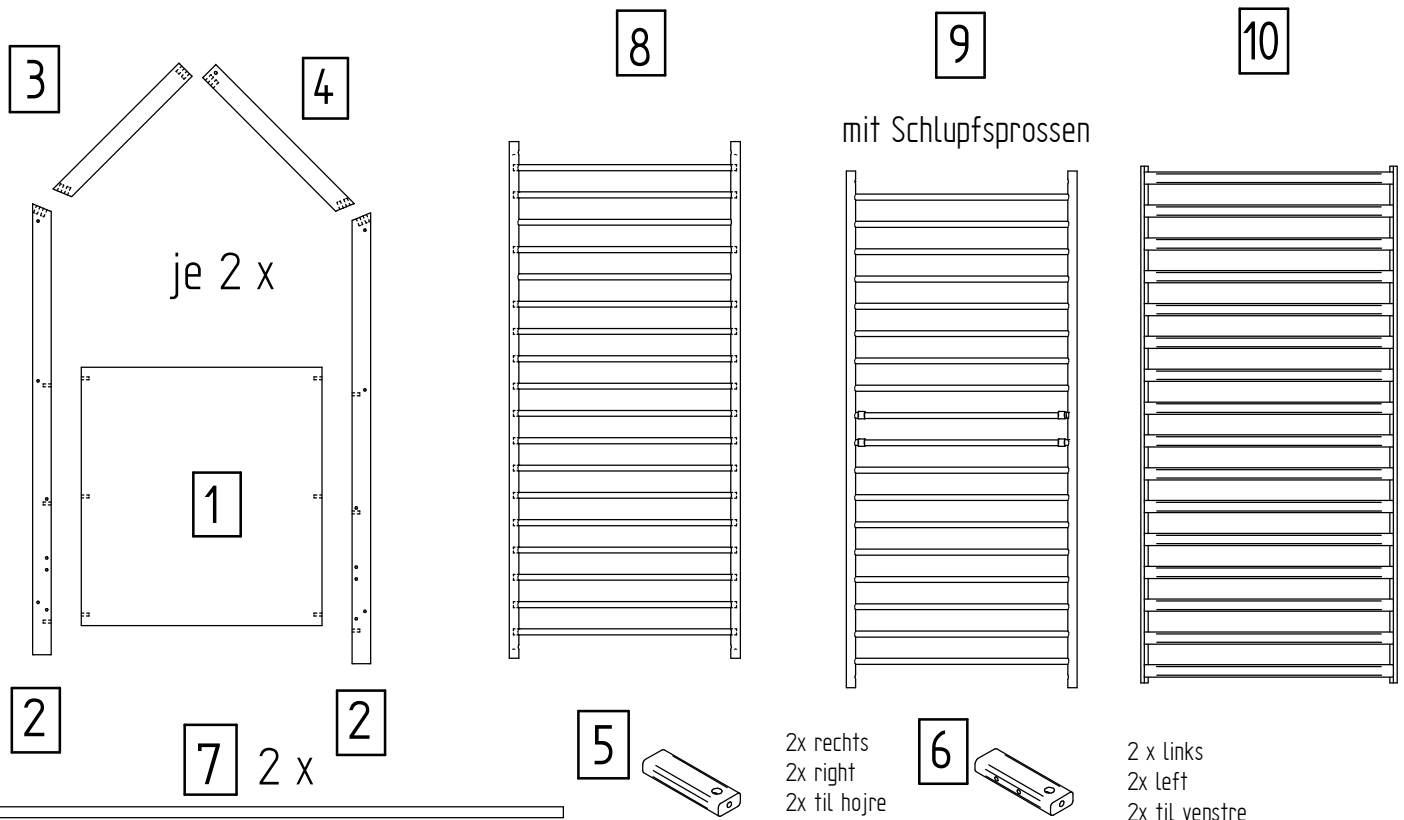 3
4
8
9
10
mit Schlupfsprossen
je 2 x
1
2
2
7 2 x
5
2x rechts
2x right
2x til hojre
6
2 x links
2x left
2x til venstre